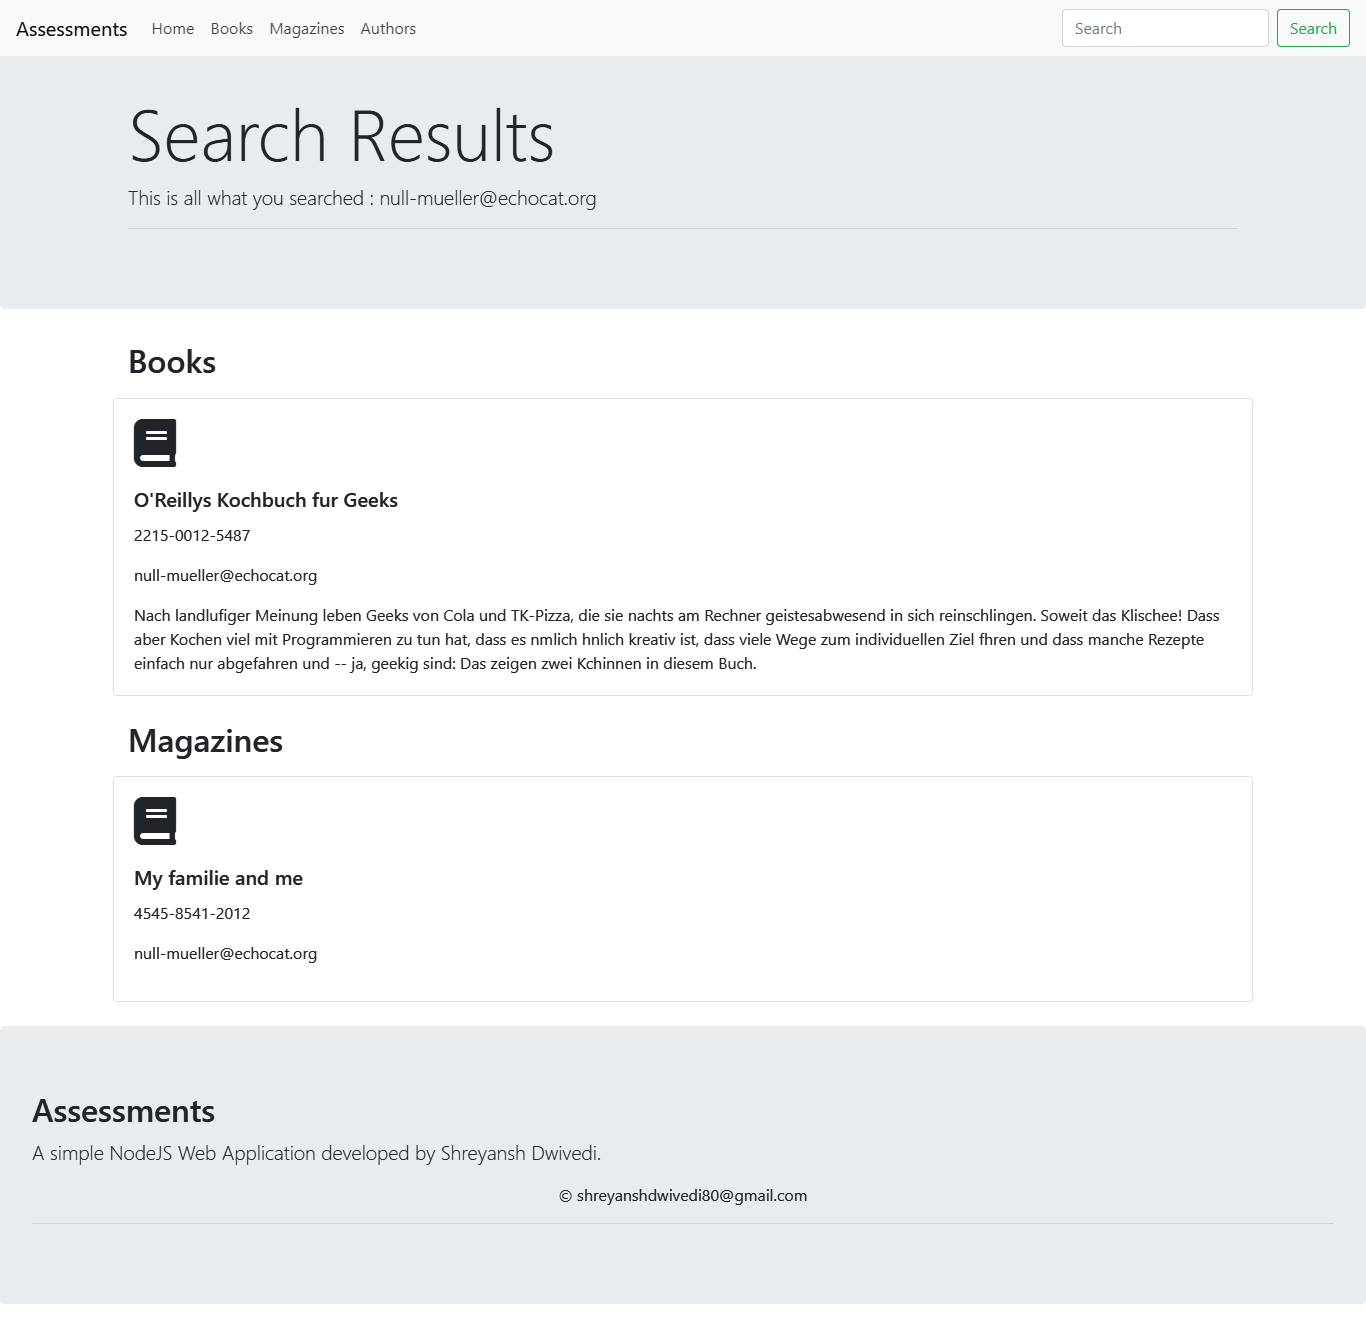 Assessments Home Books Magazines Authors Search Search
Search Results
This is all what you searched : null-mueller@echocat.org
Books
O'Reillys Kochbuch fur Geeks
2215-0012-5487
null-mueller@echocat.org
Nach landlufiger Meinung leben Geeks von Cola und TK-Pizza, die sie nachts am Rechner geistesabwesend in sich reinschlingen. Soweit das Klischee! Dass
aber Kochen viel mit Programmieren zu tun hat, dass es nmlich hnlich kreativ ist, dass viele Wege zum individuellen Ziel fhren und dass manche Rezepte
einfach nur abgefahren und -- ja, geekig sind: Das zeigen zwei Kchinnen in diesem Buch.
Magazines
My familie and me
4545-8541-2012
null-mueller@echocat.org
Assessments
A simple NodeJS Web Application developed by Shreyansh Dwivedi.
© shreyanshdwivedi80@gmail.com